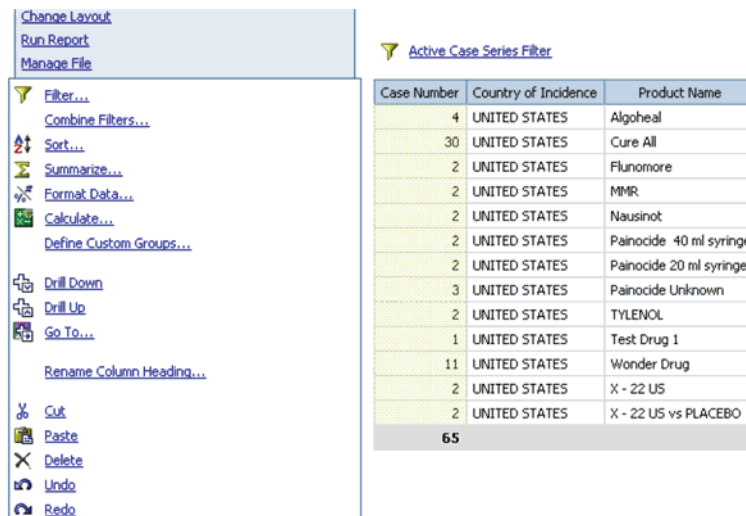 Change Layout
Run Report
Manage File
Filter...
Combine Filters...
Sort...
Summarize...
Format Data...
Calculate...
Define Custom Groups...
Drill Down
Drill Up
Go To...
Rename Column Heading...
Cut
Paste
Delete
Undo
Redo
Active Case Series Filter
Case Number Country of Incidence Product Name
4 UNITED STATES Algoheal
30 UNITED STATES Cure All
2 UNITED STATES Flunomore
2 UNITED STATES MMR
2 UNITED STATES Nausinot
2 UNITED STATES Painocide 40 ml syringe
2 UNITED STATES Painocide 20 ml syringe
3 UNITED STATES Painocide Unknown
2 UNITED STATES TYLENOL
1 UNITED STATES Test Drug 1
11 UNITED STATES Wonder Drug
2 UNITED STATES X - 22 US
2 UNITED STATES X - 22 US vs PLACEBO
65